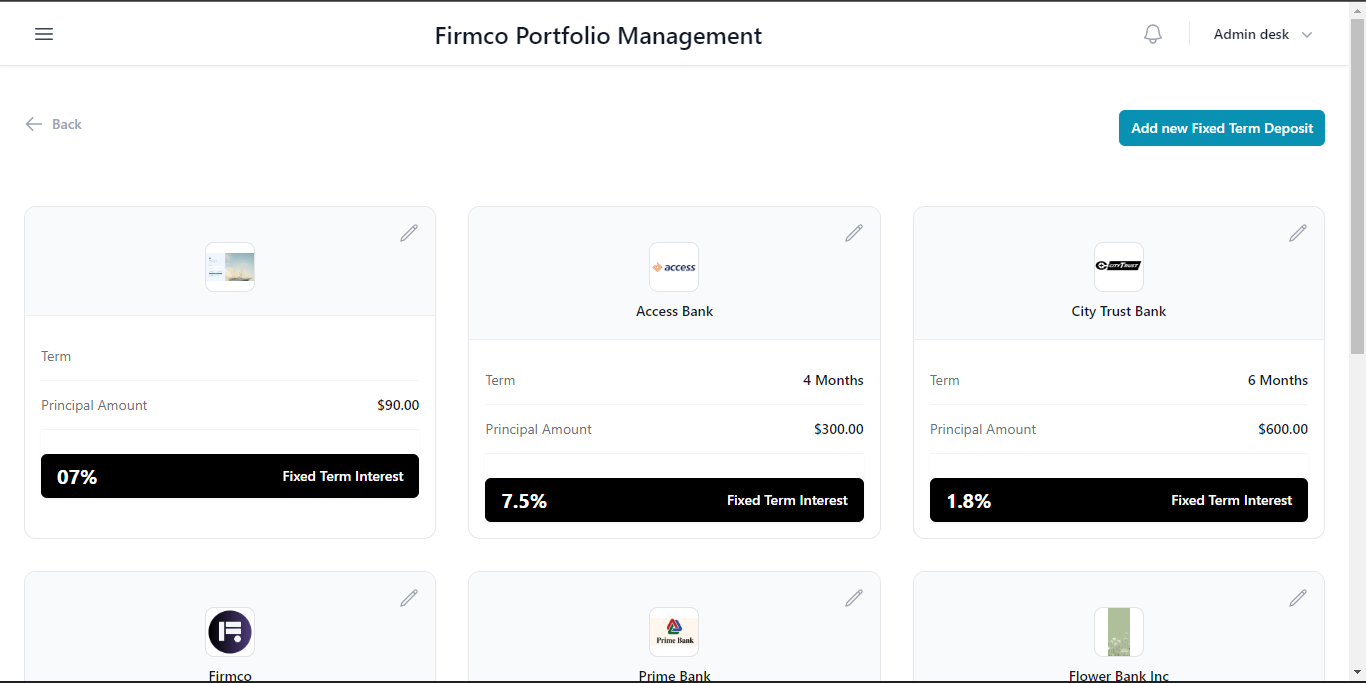 Firmco Portfolio Management
Admin desk
Back
Add new Fixed Term Deposit
Term
Principal Amount $90.00
07% Fixed Term Interest
access
Access Bank
Term 4 Months
Principal Amount $300.00
7.5% Fixed Term Interest
CITYTRUST
City Trust Bank
Term 6 Months
Principal Amount $600.00
1.8% Fixed Term Interest
Firmco
Prime Bank
Prime Bank
Flower Bank Inc